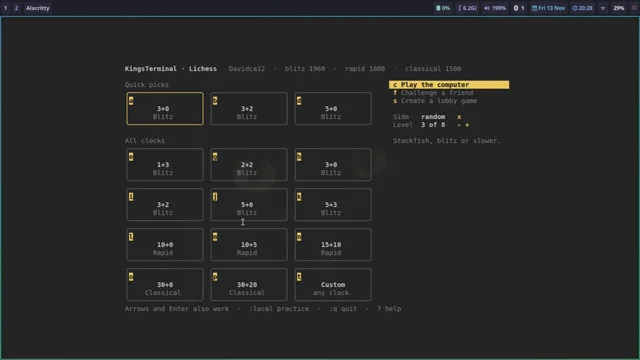 1 2 Alacritty 0% 6.2Gi 190% 1 Fri 13 Nov 20:28 Vas 29%
KingsTerminal · Lichess Davidca12 · blitz 1960 · rapid 1808 · classical 1500
Quick picks
a b d
3+0 3+2 5+0
Blitz Blitz Blitz
All clocks
1+3 2+2 3+0
Blitz Blitz Blitz
i j k
3+2 5+0 5+3
Blitz Blitz Blitz
l
10+0 10+5 15+10
Rapid Rapid Rapid
o p t
30+0 30+20 Custom
Classical Classical any clock
Arrows and Enter also work · :local practice · :q quit · ? help
c Play the computer
f Challenge a friend
s Create a lobby game
Side random x
Level 3 of 8 - +
Stockfish, blitz or slower.